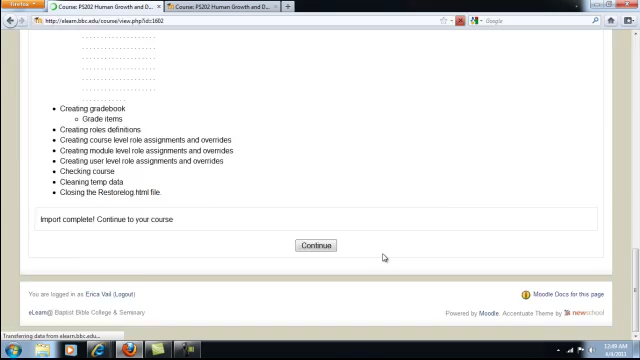 Firefox
Course: PS202 Human Growth and D...
Course: PS202 Human Growth and D...
http://elearn.bbc.edu/course/view.php?id=1602
Google
Creating gradebook
Grade items
Creating roles definitions
Creating course level role assignments and overrides
Creating module level role assignments and overrides
Creating user level role assignments and overrides
Checking course
Cleaning temp data
Closing the Restorelog.html file.
Import complete! Continue to your course
Continue
You are logged in as Erica Vail (Logout)
Moodle Docs for this page
eLearn@ Baptist Bible College & Seminary
Powered by Moodle, Accentuate Theme by newschool
Transferring data from elearn.bbc.edu...
12:49 AM
4/4/2011